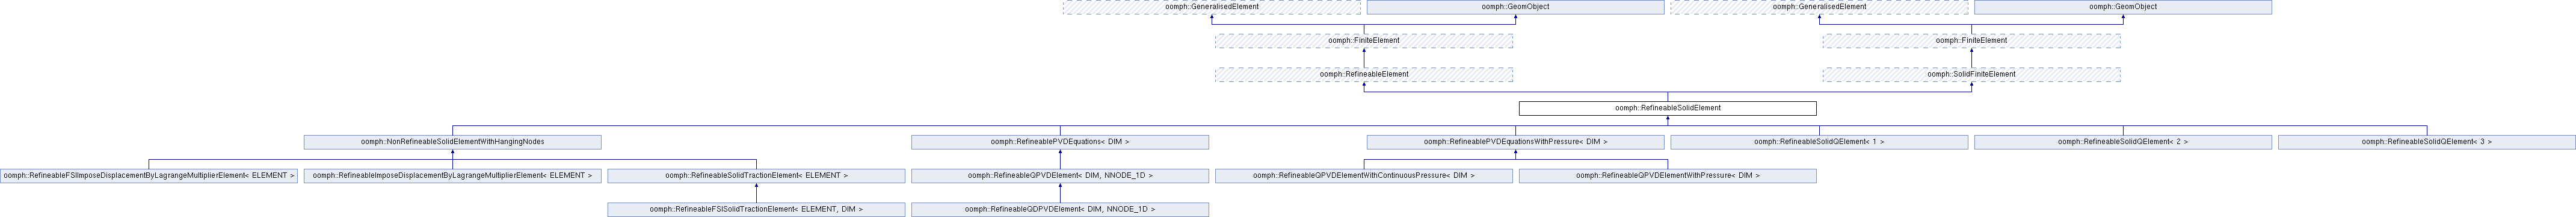 oomph::GeneralisedElement
oomph::GeomObject
oomph::GeneralisedElement
oomph::GeomObject
oomph::FiniteElement
oomph::FiniteElement
oomph::RefineableElement
oomph::SolidFiniteElement
oomph::RefineableSolidElement
oomph::NonRefineableSolidElementWithHangingNodes
oomph::RefineablePVDEquations< DIM >
oomph::RefineablePVDEquationsWithPressure< DIM >
oomph::RefineableSolidQElement< 1 >
oomph::RefineableSolidQElement< 2 >
oomph::RefineableSolidQElement< 3 >
oomph::RefineableFSIImposeDisplacementByLagrangeMultiplierElement< ELEMENT >
oomph::RefineableImposeDisplacementByLagrangeMultiplierElement< ELEMENT >
oomph::RefineableSolidTractionElement< ELEMENT >
oomph::RefineableQPVDElement< DIM, NNODE_1D >
oomph::RefineableQPVDElementWithContinuousPressure< DIM >
oomph::RefineableQPVDElementWithPressure< DIM >
oomph::RefineableFSISolidTractionElement< ELEMENT, DIM >
oomph::RefineableQDPVDElement< DIM, NNODE_1D >